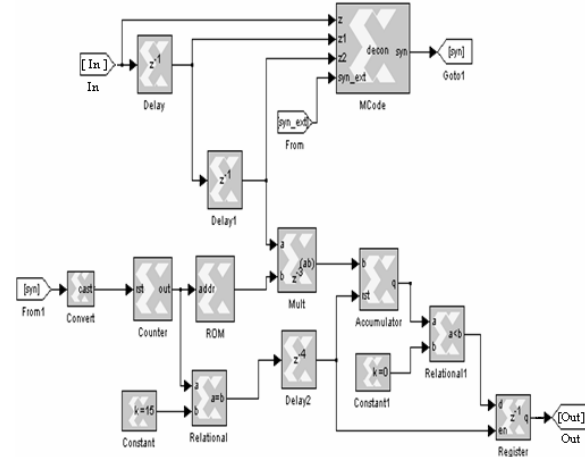 z
z1
z2
syn_ext
decon
syn
MCode
[syn]
Goto1
[ In ]
In
z-1
Delay
[syn_ext]
From
z-1
Delay1
a
b
(ab)
z-3
Mult
[syn]
From1
cast
Convert
rst
out
Counter
addr
ROM
b
rst
q
Accumulator
a
b
a<b
Relational1
k=0
Constant1
z-4
Delay2
k=15
Constant
a
b
a=b
Relational
d
en
z-1
q
Register
[Out]
Out